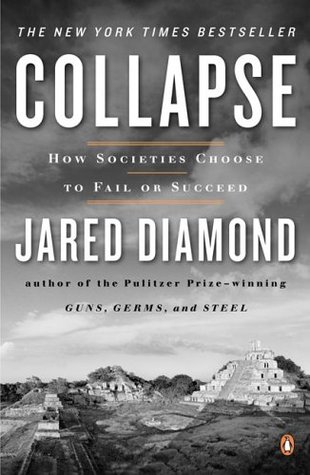 THE NEW YORK TIMES BESTSELLER
COLLAPSE
HOW SOCIETIES CHOOSE
TO FAIL OR SUCCEED
JARED DIAMOND
author of the Pulitzer Prize–winning
GUNS, GERMS, and STEEL